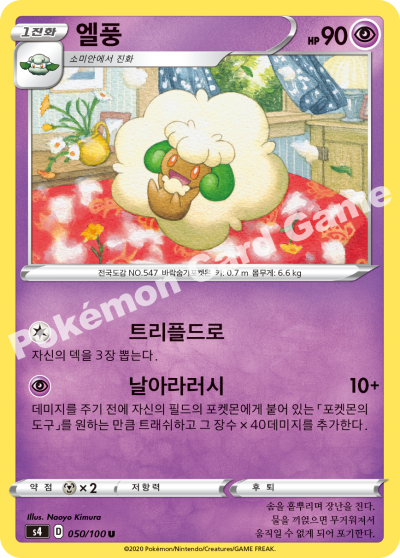 1진화 엘풍 HP 90
소미안에서 진화
전국도감 NO.547 바람숨기포켓몬 키: 0.7 m 몸무게: 6.6 kg
Pokémon Card Game
트리플드로
자신의 덱을 3장 뽑는다.
날아라러시 10+
데미지를 주기 전에 자신의 필드의 포켓몬에게 붙어 있는 「포켓몬의
도구」를 원하는 만큼 트래쉬하고 그 장수×40데미지를 추가한다.
약점 ×2 저항력 후퇴
Illus. Naoyo Kimura
s4 D 050/100 U
솜을 흩뿌리며 장난을 친다.
물을 끼얹으면 무거워져서
움직일 수 없게 되어 포기한다.
©2020 Pokémon/Nintendo/Creatures/GAME FREAK.